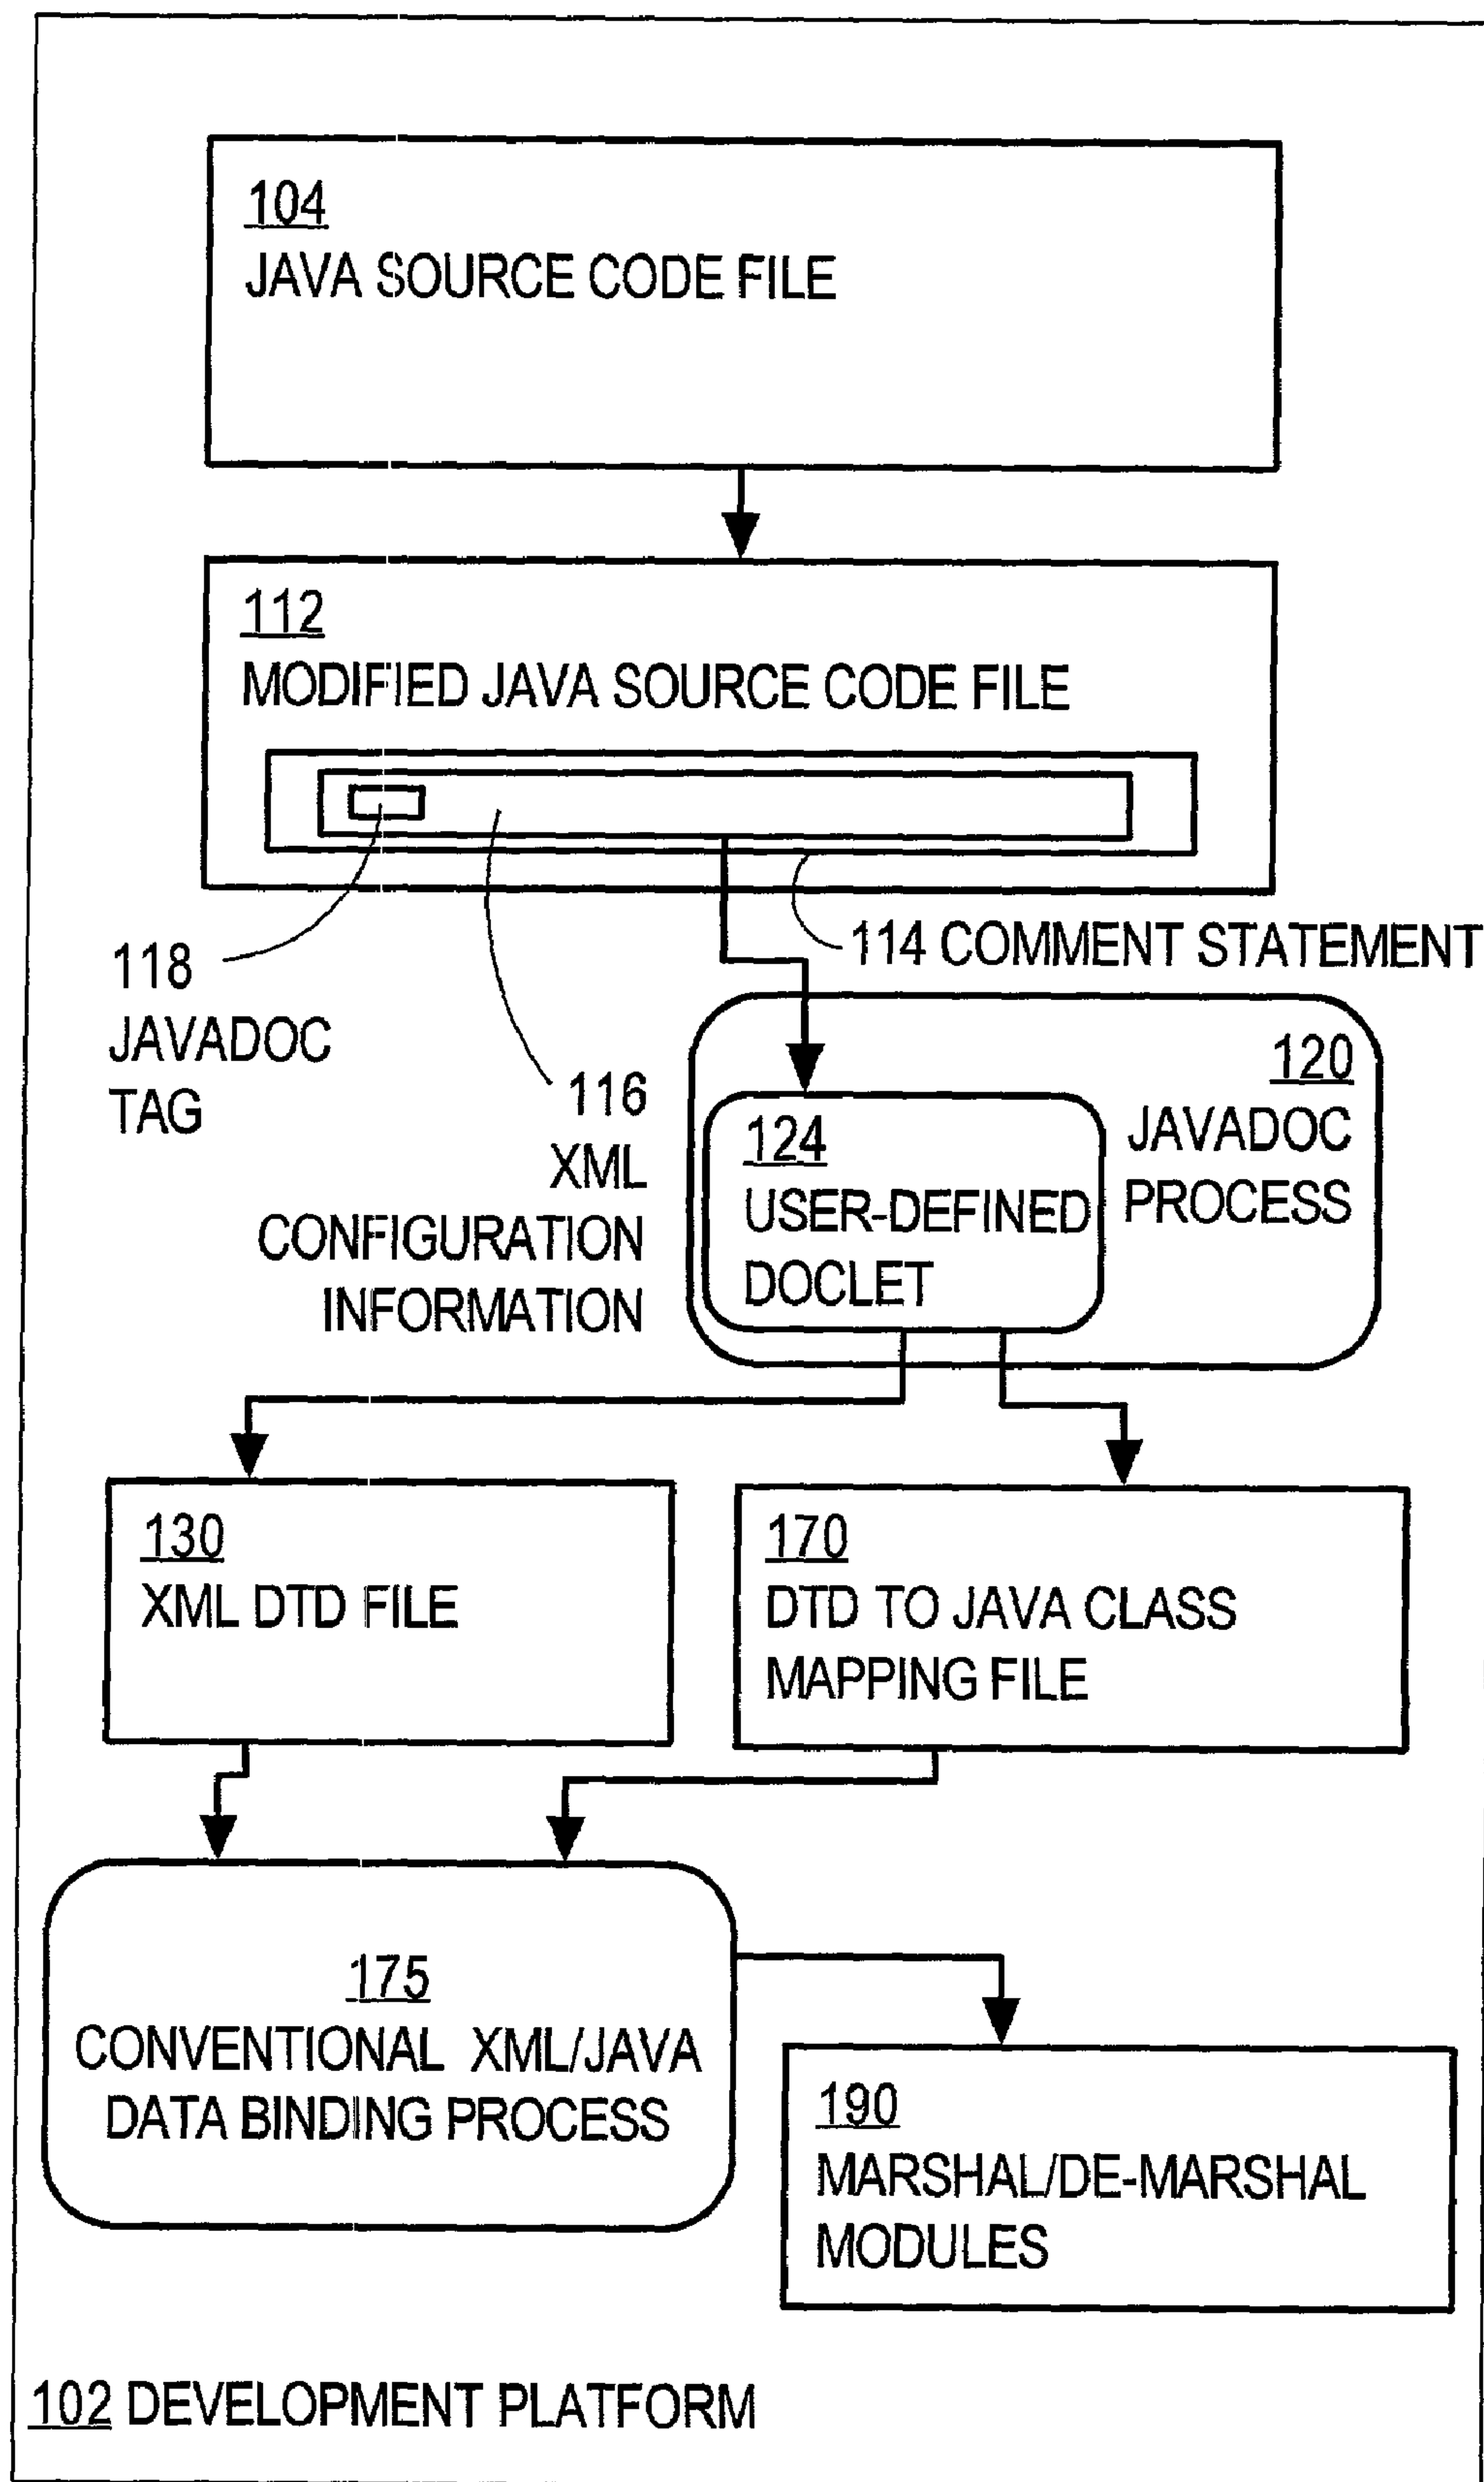 104
JAVA SOURCE CODE FILE
112
MODIFIED JAVA SOURCE CODE FILE
118
JAVADOC
TAG
114 COMMENT STATEMENT
116
XML
CONFIGURATION
INFORMATION
120
JAVADOC
PROCESS
124
USER-DEFINED
DOCLET
130
XML DTD FILE
170
DTD TO JAVA CLASS
MAPPING FILE
175
CONVENTIONAL XML/JAVA
DATA BINDING PROCESS
190
MARSHAL/DE-MARSHAL
MODULES
102 DEVELOPMENT PLATFORM